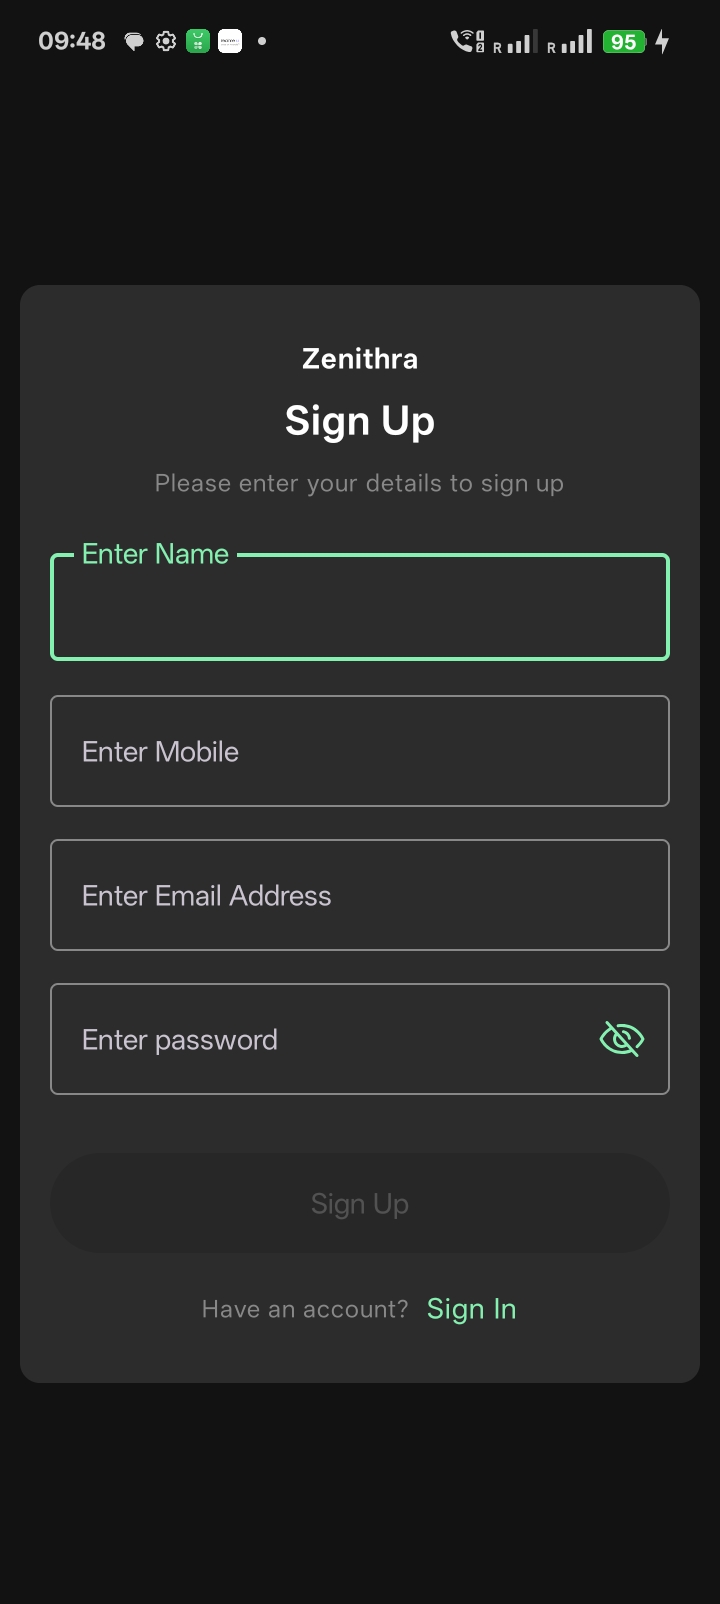 09:48 R R 95
Zenithra
Sign Up
Please enter your details to sign up
Enter Name
Enter Mobile
Enter Email Address
Enter password
Sign Up
Have an account? Sign In